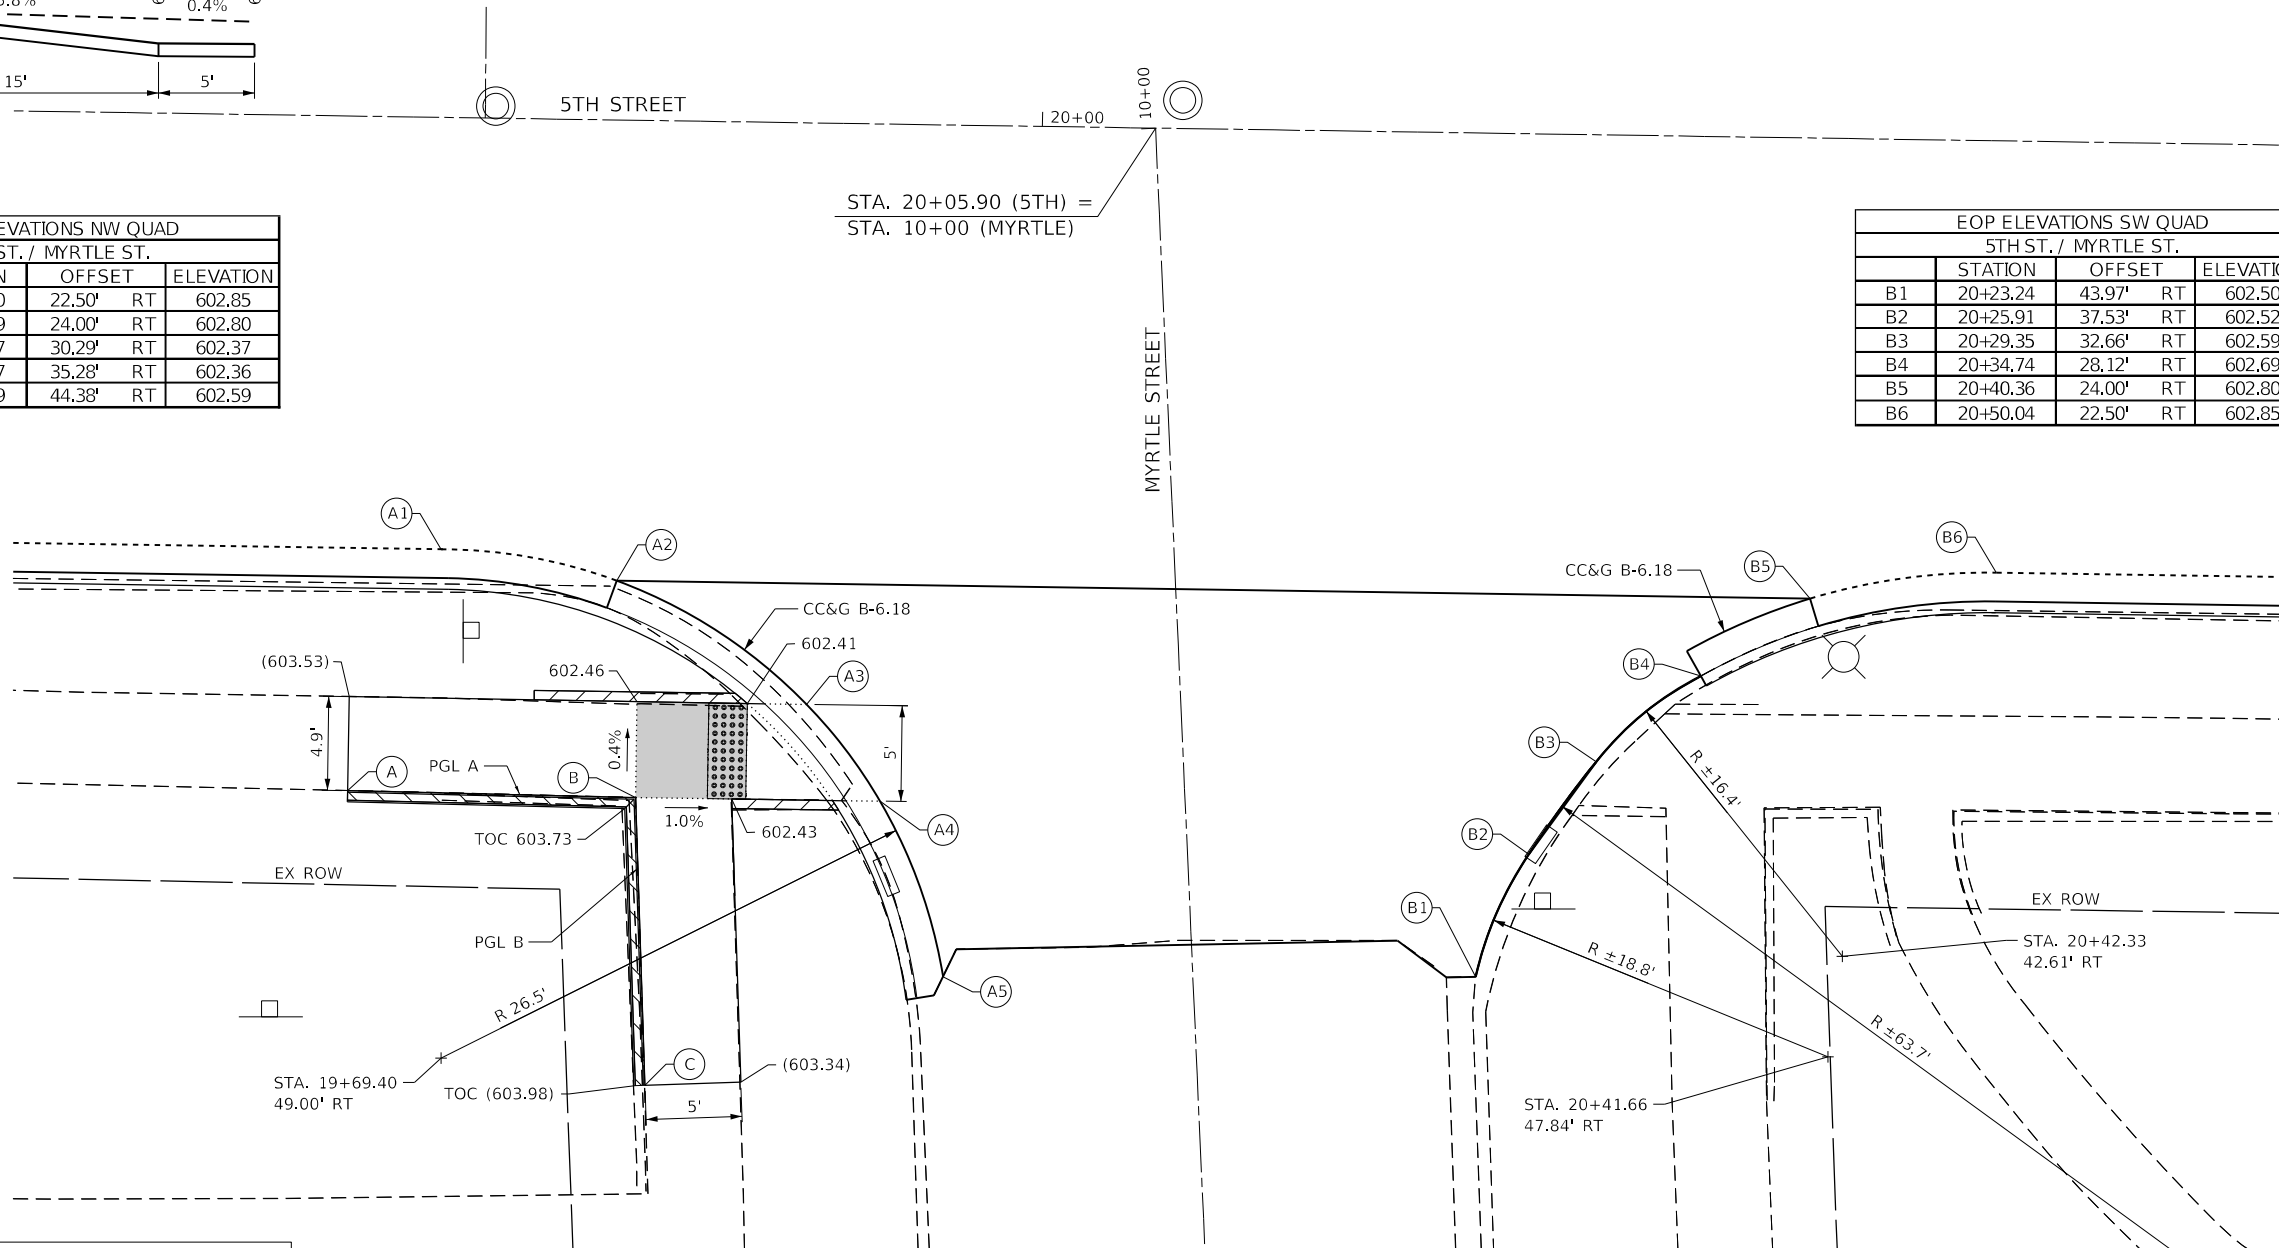 0.4%
15'
5'
5TH STREET
20+00
10+00
STA. 20+05.90 (5TH) =
STA. 10+00 (MYRTLE)
MYRTLE STREET
EVATIONS NW QUAD
ST. / MYRTLE ST.
N OFFSET ELEVATION
0 22.50' RT 602.85
9 24.00' RT 602.80
7 30.29' RT 602.37
7 35.28' RT 602.36
9 44.38' RT 602.59
EOP ELEVATIONS SW QUAD
5TH ST. / MYRTLE ST.
STATION OFFSET ELEVATIO
B1 20+23.24 43.97' RT 602.50
B2 20+25.91 37.53' RT 602.52
B3 20+29.35 32.66' RT 602.59
B4 20+34.74 28.12' RT 602.69
B5 20+40.36 24.00' RT 602.80
B6 20+50.04 22.50' RT 602.85
A1
A2
B6
CC&G B-6.18
B5
CC&G B-6.18
602.41
(603.53)
602.46
A3
B4
4.9'
0.4%
5'
B3
PGL A
A
B
R ±16.4'
1.0%
602.43
A4
TOC 603.73
B2
EX ROW
B1
EX ROW
PGL B
R ±18.8'
STA. 20+42.33
42.61' RT
A5
R 26.5'
R ±63.7'
C
(603.34)
STA. 19+69.40
49.00' RT
TOC (603.98)
5'
STA. 20+41.66
47.84' RT